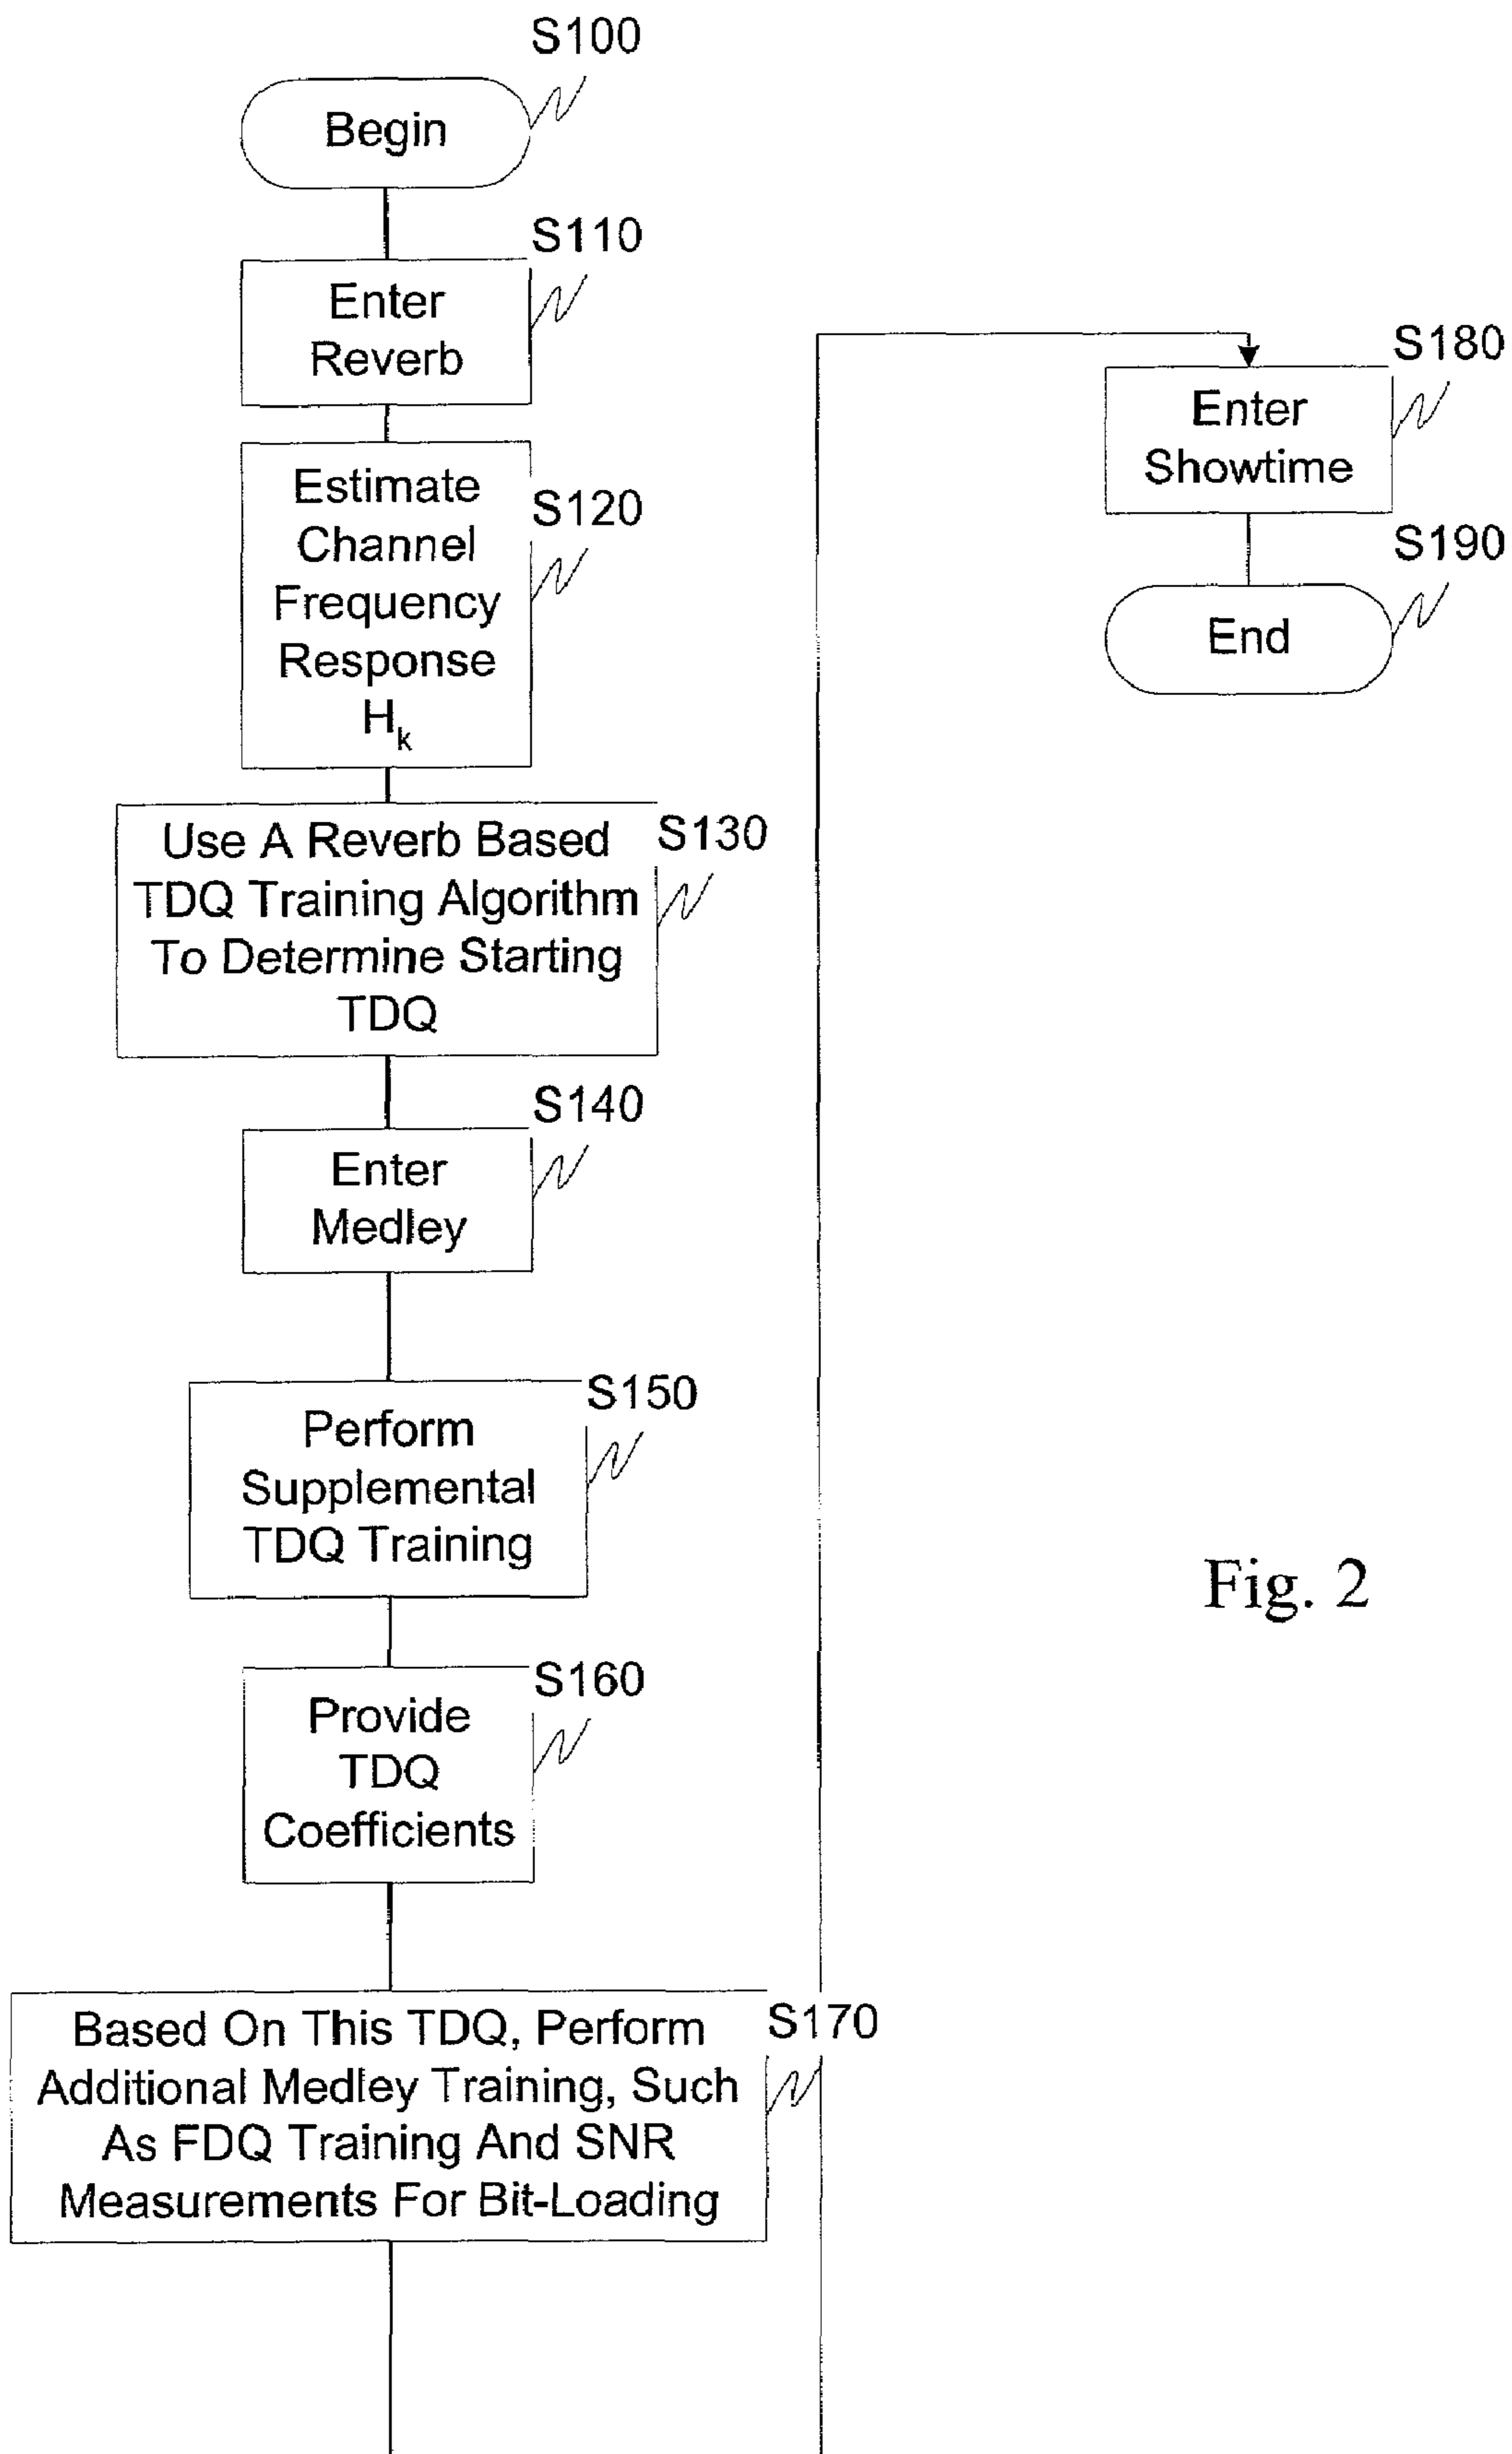 S100
Begin
S110
Enter
Reverb
S120
Estimate
Channel
Frequency
Response
Hk
S130
Use A Reverb Based
TDQ Training Algorithm
To Determine Starting
TDQ
S140
Enter
Medley
S150
Perform
Supplemental
TDQ Training
S160
Provide
TDQ
Coefficients
S170
Based On This TDQ, Perform
Additional Medley Training, Such
As FDQ Training And SNR
Measurements For Bit-Loading
S180
Enter
Showtime
S190
End
Fig. 2